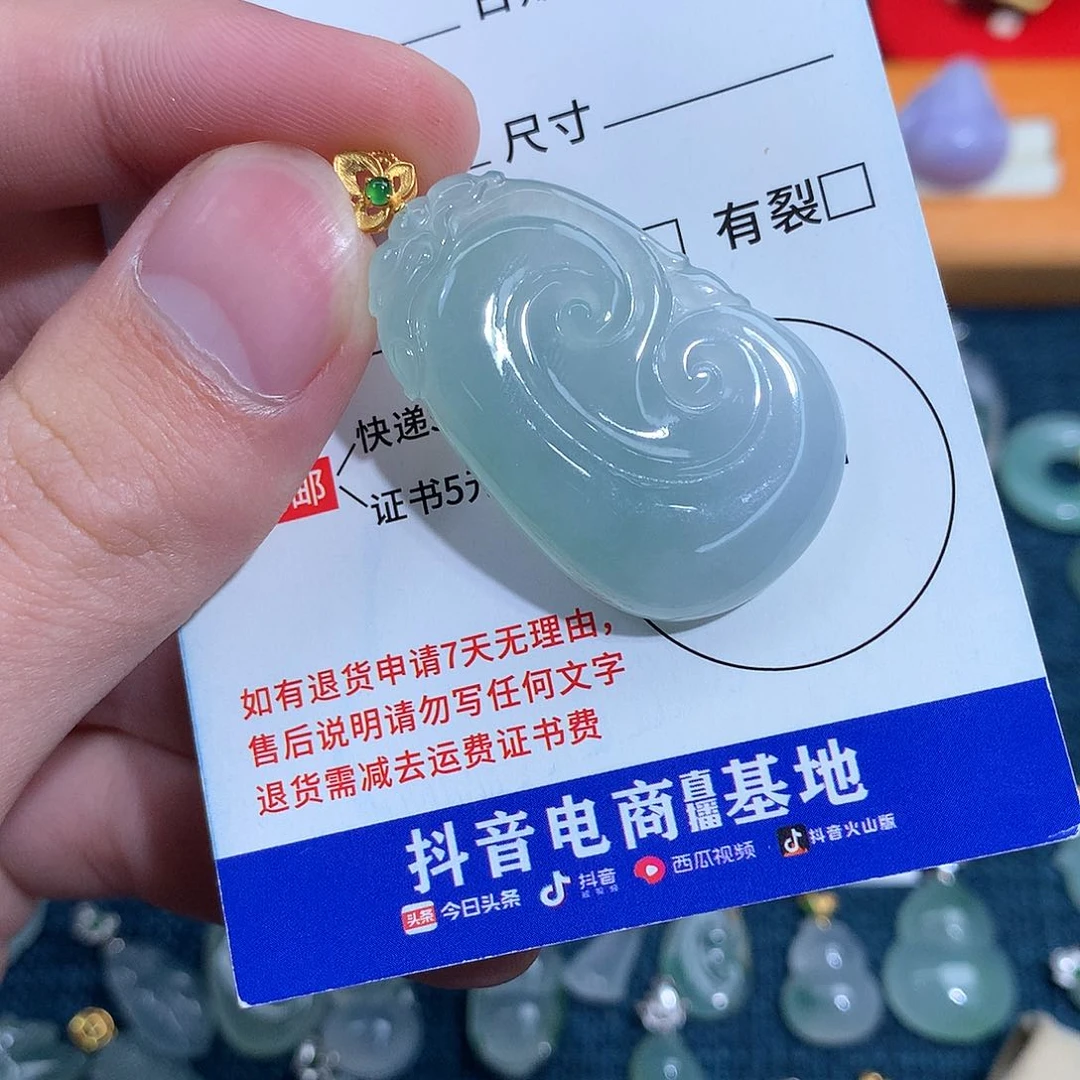 尺寸
有裂
快递
邮
证书5元
如有退货申请7天无理由，
售后说明请勿写任何文字
退货需减去运费证书费
抖音电商直播基地
头条 今日头条 抖音 西瓜视频 抖音火山版